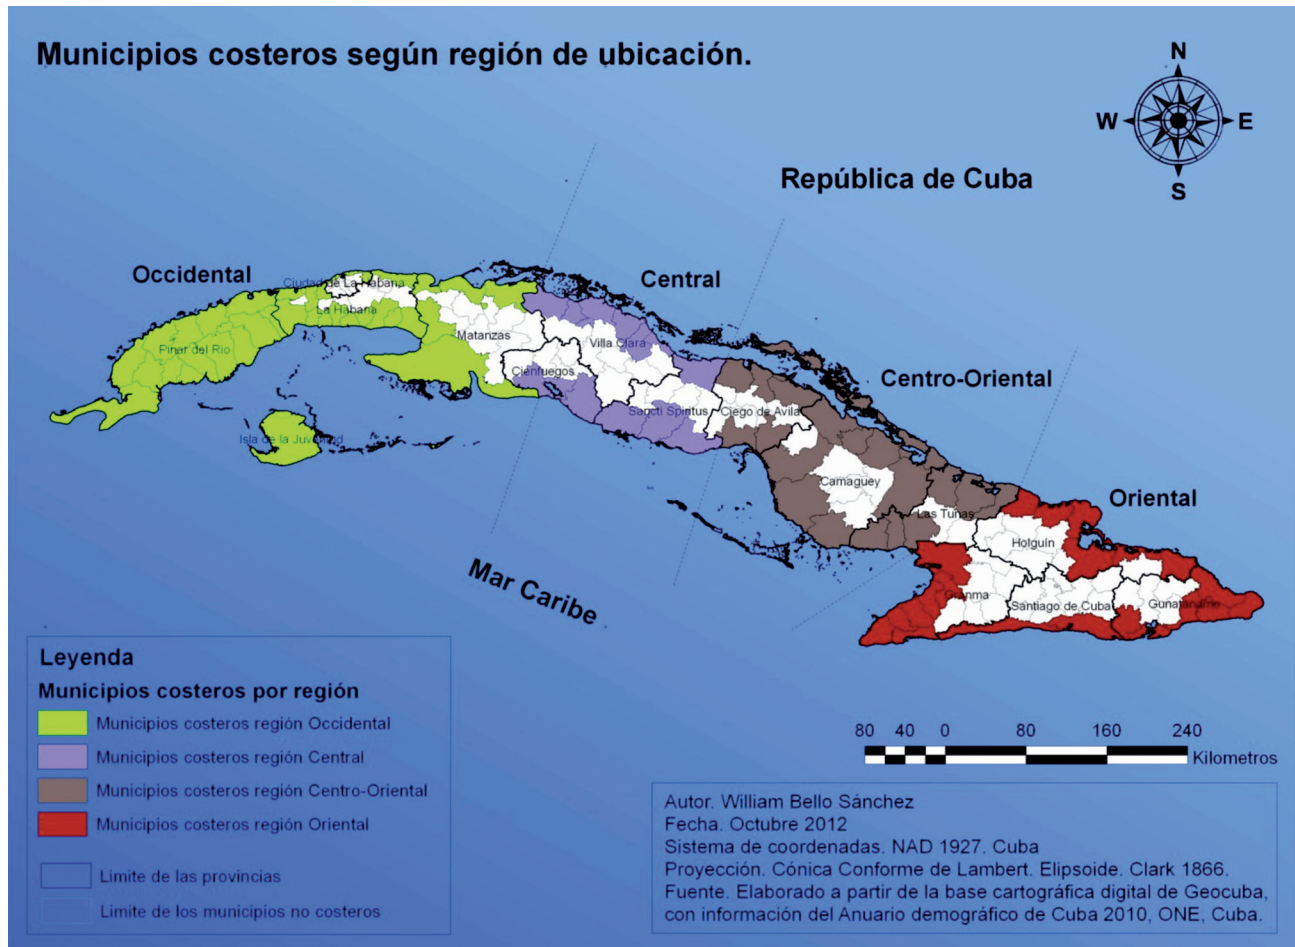 Municipios costeros según región de ubicación.
N
W
E
S
República de Cuba
Occidental
Central
Ciudad de La Habana
La Habana
Matanzas
Villa Clara
Pinar del Rio
Cienfuegos
Centro-Oriental
Sancti Spiritus
Ciego de Avila
Isla de la Juventud
Camaguey
Oriental
Las Tunas
Holguín
Mar Caribe
Granma
Santiago de Cuba
Leyenda
Municipios costeros por región
Municipios costeros región Occidental
Municipios costeros región Central
Municipios costeros región Centro-Oriental
Municipios costeros región Oriental
Limite de las provincias
Limite de los municipios no costeros
80 40 0 80 160 240
Kilometros
Autor. William Bello Sánchez
Fecha. Octubre 2012
Sistema de coordenadas. NAD 1927. Cuba
Proyección. Cónica Conforme de Lambert. Elipsoide. Clark 1866.
Fuente. Elaborado a partir de la base cartográfica digital de Geocuba,
con información del Anuario demográfico de Cuba 2010, ONE, Cuba.